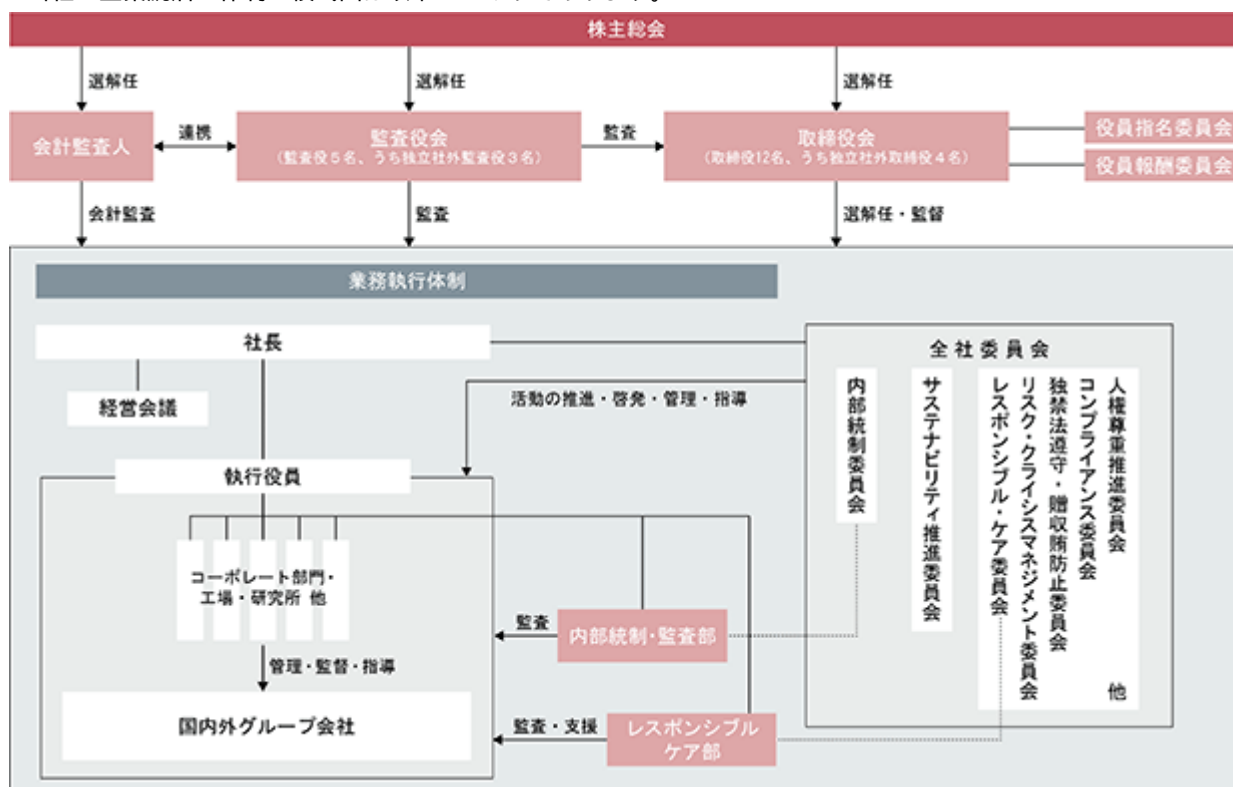 株主総会
選解任
選解任
選解任
会計監査人
連携
監査役会
(監査役5名、うち独立社外監査役3名)
監査
取締役会
(取締役12名、うち独立社外取締役4名)
役員指名委員会
役員報酬委員会
会計監査
監査
選解任・監督
業務執行体制
社長
経営会議
活動の推進・啓発・管理・指導
執行役員
コーポレート部門・
工場・研究所 他
管理・監督・指導
国内外グループ会社
監査
内部統制・監査部
監査・支援
レスポンシブル
ケア部
全社委員会
人権尊重推進委員会 他
コンプライアンス委員会
独禁法遵守・贈収賄防止委員会
リスク・クライシスマネジメント委員会
レスポンシブル・ケア委員会
サステナビリティ推進委員会
内部統制委員会